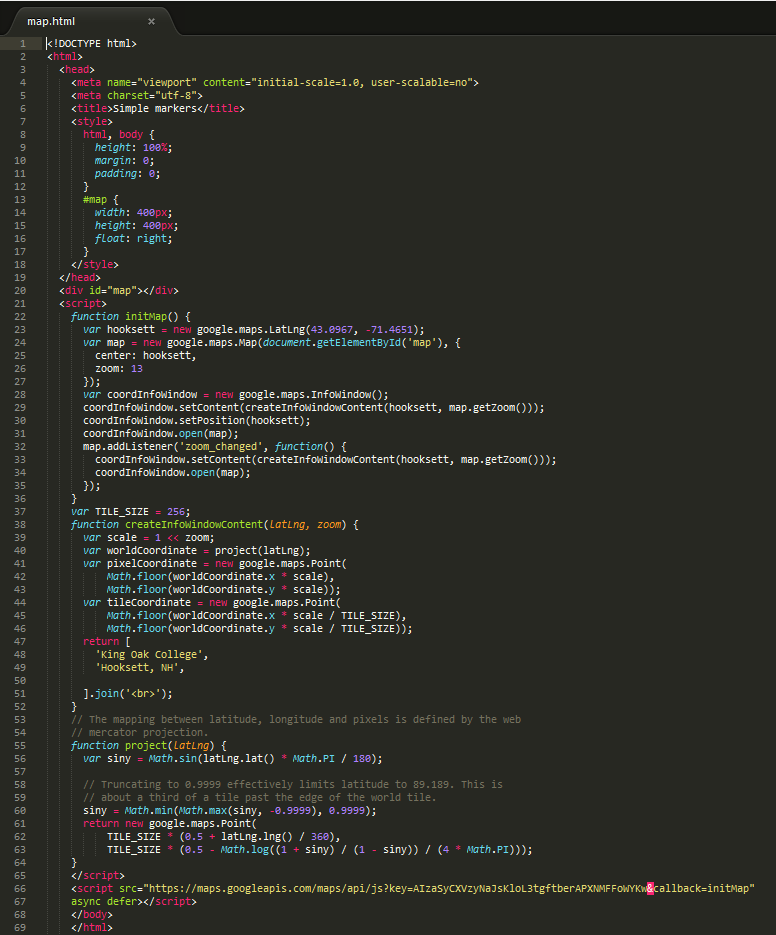 map.html ×
1 <!DOCTYPE html>
2 <html>
3 <head>
4 <meta name="viewport" content="initial-scale=1.0, user-scalable=no">
5 <meta charset="utf-8">
6 <title>Simple markers</title>
7 <style>
8 html, body {
9 height: 100%;
10 margin: 0;
11 padding: 0;
12 }
13 #map {
14 width: 400px;
15 height: 400px;
16 float: right;
17 }
18 </style>
19 </head>
20 <div id="map"></div>
21 <script>
22 function initMap() {
23 var hooksett = new google.maps.LatLng(43.0967, -71.4651);
24 var map = new google.maps.Map(document.getElementById('map'), {
25 center: hooksett,
26 zoom: 13
27 });
28 var coordInfoWindow = new google.maps.InfoWindow();
29 coordInfoWindow.setContent(createInfoWindowContent(hooksett, map.getZoom()));
30 coordInfoWindow.setPosition(hooksett);
31 coordInfoWindow.open(map);
32 map.addListener('zoom_changed', function() {
33 coordInfoWindow.setContent(createInfoWindowContent(hooksett, map.getZoom()));
34 coordInfoWindow.open(map);
35 });
36 }
37 var TILE_SIZE = 256;
38 function createInfoWindowContent(latLng, zoom) {
39 var scale = 1 << zoom;
40 var worldCoordinate = project(latLng);
41 var pixelCoordinate = new google.maps.Point(
42 Math.floor(worldCoordinate.x * scale),
43 Math.floor(worldCoordinate.y * scale));
44 var tileCoordinate = new google.maps.Point(
45 Math.floor(worldCoordinate.x * scale / TILE_SIZE),
46 Math.floor(worldCoordinate.y * scale / TILE_SIZE));
47 return [
48 'King Oak College',
49 'Hooksett, NH',
50
51 ].join('<br>');
52 }
53 // The mapping between latitude, longitude and pixels is defined by the web
54 // mercator projection.
55 function project(latLng) {
56 var siny = Math.sin(latLng.lat() * Math.PI / 180);
57
58 // Truncating to 0.9999 effectively limits latitude to 89.189. This is
59 // about a third of a tile past the edge of the world tile.
60 siny = Math.min(Math.max(siny, -0.9999), 0.9999);
61 return new google.maps.Point(
62 TILE_SIZE * (0.5 + latLng.lng() / 360),
63 TILE_SIZE * (0.5 - Math.log((1 + siny) / (1 - siny)) / (4 * Math.PI)));
64 }
65 </script>
66 <script src="https://maps.googleapis.com/maps/api/js?key=AIzaSyCXVzyNaJsKloL3tgftberAPXNMFFoWYKw&callback=initMap"
67 async defer></script>
68 </body>
69 </html>